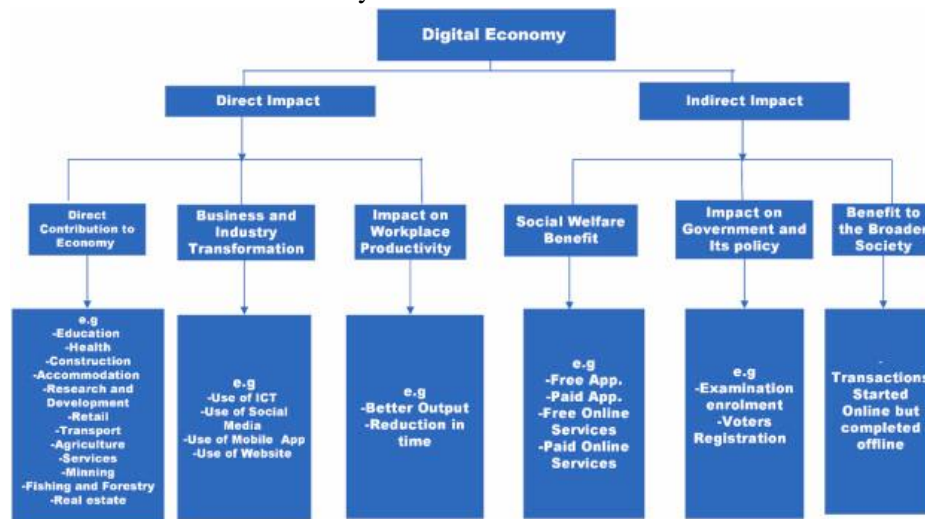 Digital Economy
Direct Impact
Indirect Impact
Direct
Contribution to
Economy
Business and
Industry
Transformation
Impact on
Workplace
Productivity
Social Welfare
Benefit
Impact on
Government and
Its policy
Benefit to
the Broader
Society
e.g
-Education
-Health
-Construction
-Accommodation
-Research and
Development
-Retail
-Transport
-Agriculture
-Services
-Minning
-Fishing and Forestry
-Real estate
e.g
-Use of ICT
-Use of Social
Media
-Use of Mobile App
-Use of Website
e.g
-Better Output
-Reduction in
time
e.g
-Free App.
-Paid App.
-Free Online
Services
-Paid Online
Services
e.g
-Examination
enrolment
-Voters
Registration
-
Transactions
Started
Online but
completed
offline